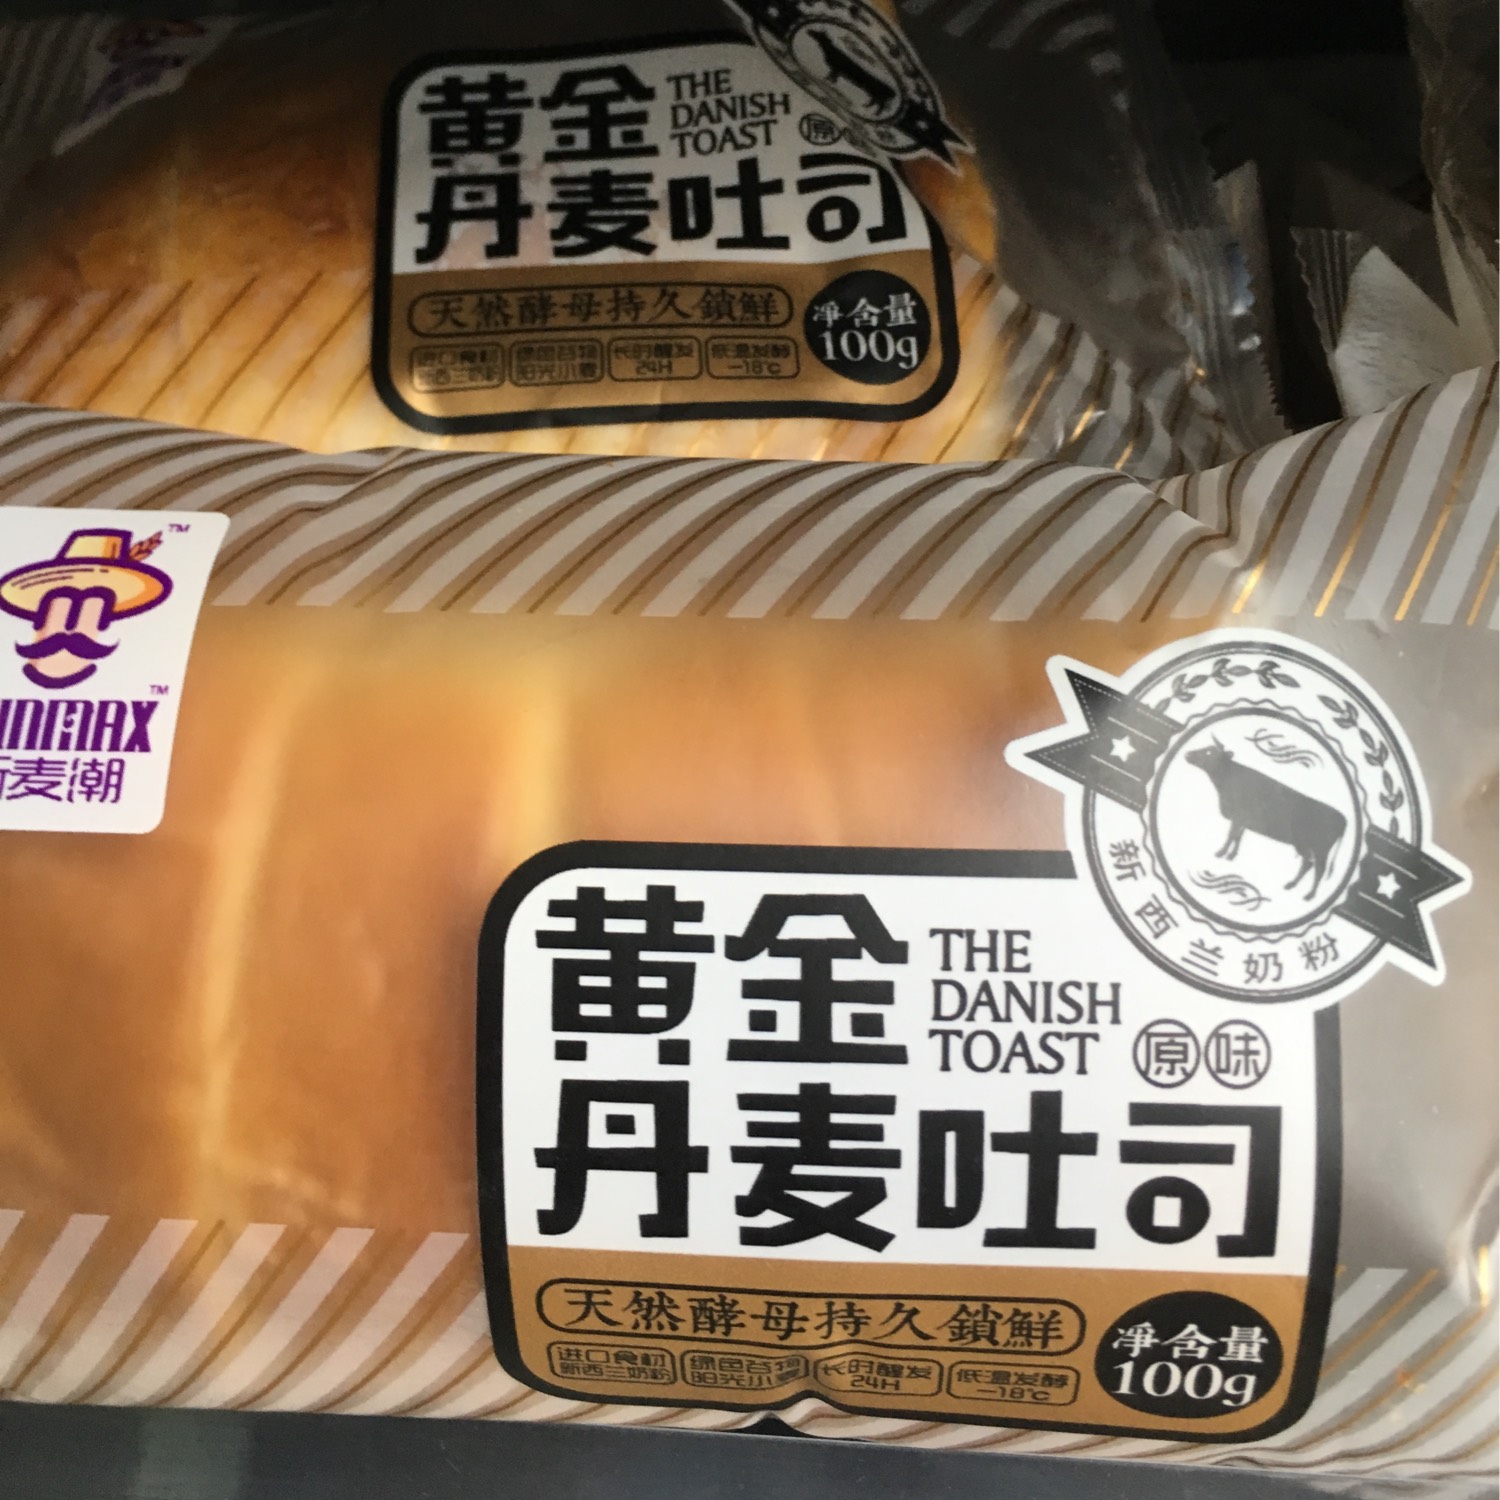 黄金
THE
DANISH
TOAST
丹麦吐司
天然酵母持久鎖鮮
淨含量
100g
长时醒发
24H
低温发酵
-18℃
TM
TM
麦潮
新西兰奶粉
黄金
THE
DANISH
TOAST
原味
丹麦吐司
天然酵母持久鎖鮮
进口食材
新西兰奶粉
绿色谷物
阳光小麦
长时醒发
24H
低温发酵
-18℃
淨含量
100g